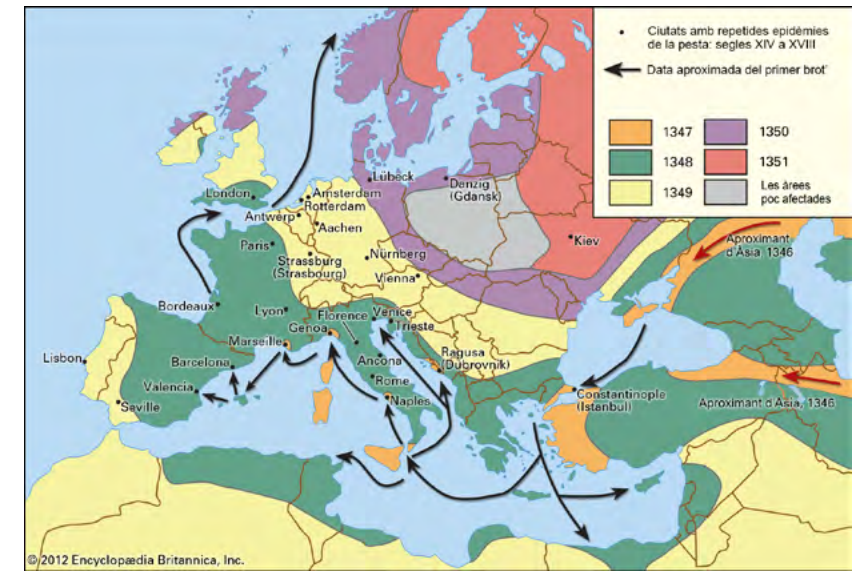 Ciutats amb repetides epidèmies
de la pesta: segles XIV a XVIII
Data aproximada del primer brot'
1347
1350
1348
1351
1349
Les àrees
poc afectades
Lübeck
Danzig
(Gdansk)
London
Amsterdam
Rotterdam
Antwerp
Aachen
Kiev
Paris
Nürnberg
Strassburg
(Strasbourg)
Vienna
Aproximant
d'Àsia, 1346
Bordeaux
Lyon
Florence
Venice
Genoa
Trieste
Marseille
Lisbon
Barcelona
Ancona
Ragusa
(Dubrovnik)
Valencia
Rome
Seville
Naples
Constantinople
(Istanbul)
Aproximant d'Àsia, 1346
© 2012 Encyclopædia Britannica, Inc.